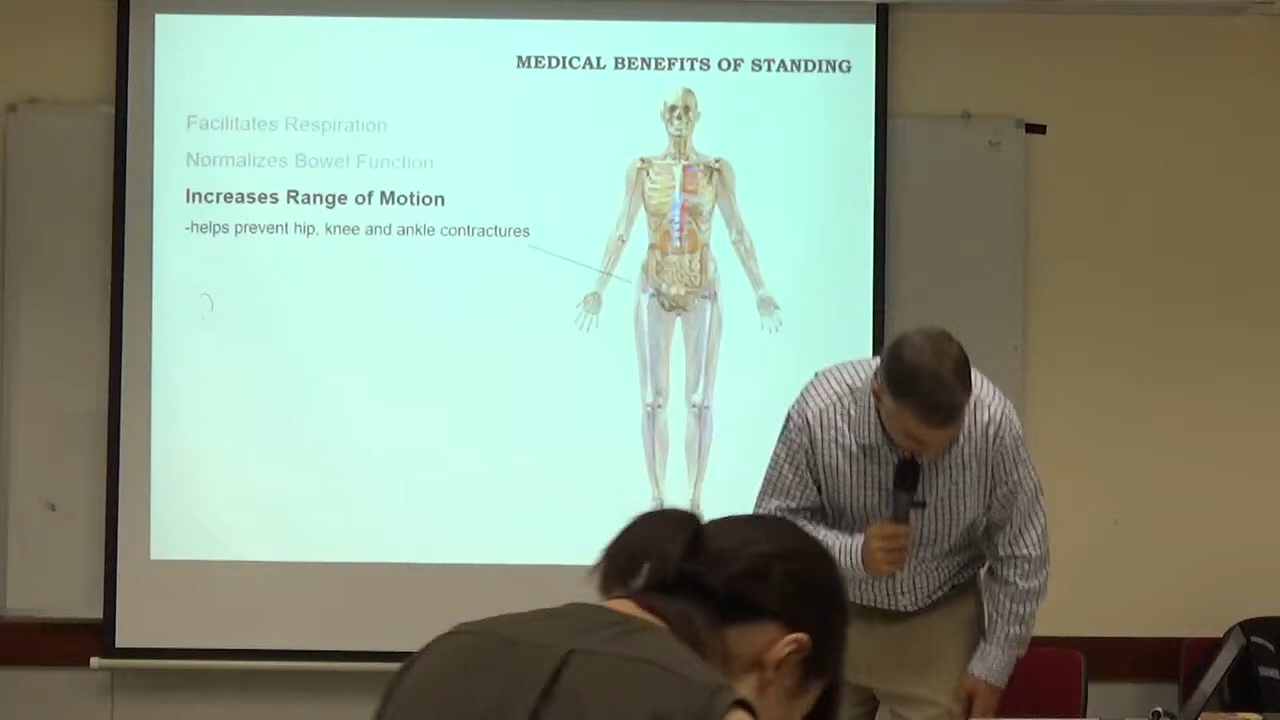 MEDICAL BENEFITS OF STANDING
Facilitates Respiration
Normalizes Bowel Function
Increases Range of Motion
-helps prevent hip, knee and ankle contractures